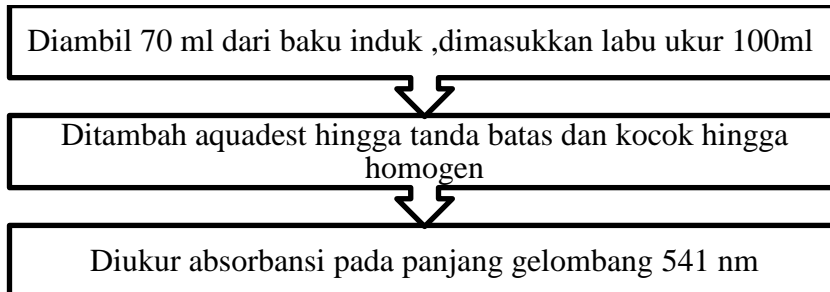 Diambil 70 ml dari baku induk ,dimasukkan labu ukur 100ml
Ditambah aquadest hingga tanda batas dan kocok hingga
homogen
Diukur absorbansi pada panjang gelombang 541 nm